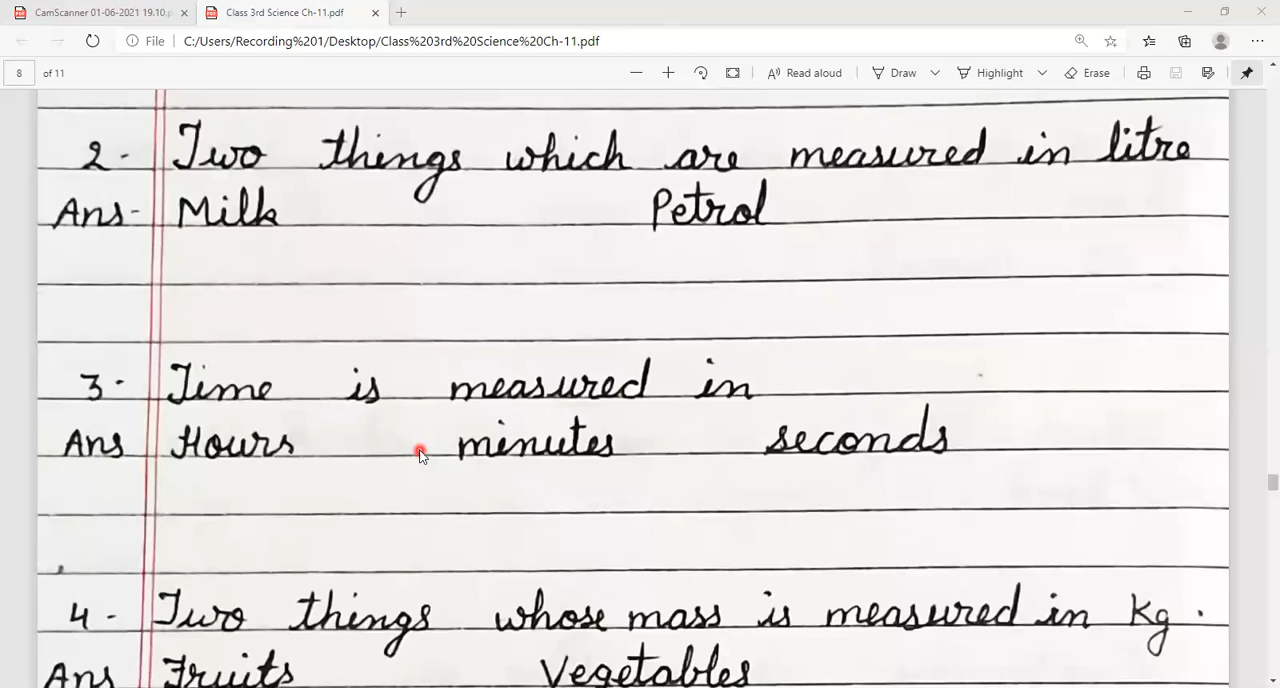 CamScanner 01-06-2021 19.10.p
Class 3rd Science Ch-11.pdf
File
C:/Users/Recording%201/Desktop/Class%203rd%20Science%20Ch-11.pdf
8 of 11
Read aloud
Draw
Highlight
Erase
2- Two things which are measured in litre
Ans- Milk Petrol
3- Time is measured in
Ans Hours minutes seconds
4- Two things whose mass is measured in Kg.
Ans Fruits Vegetables